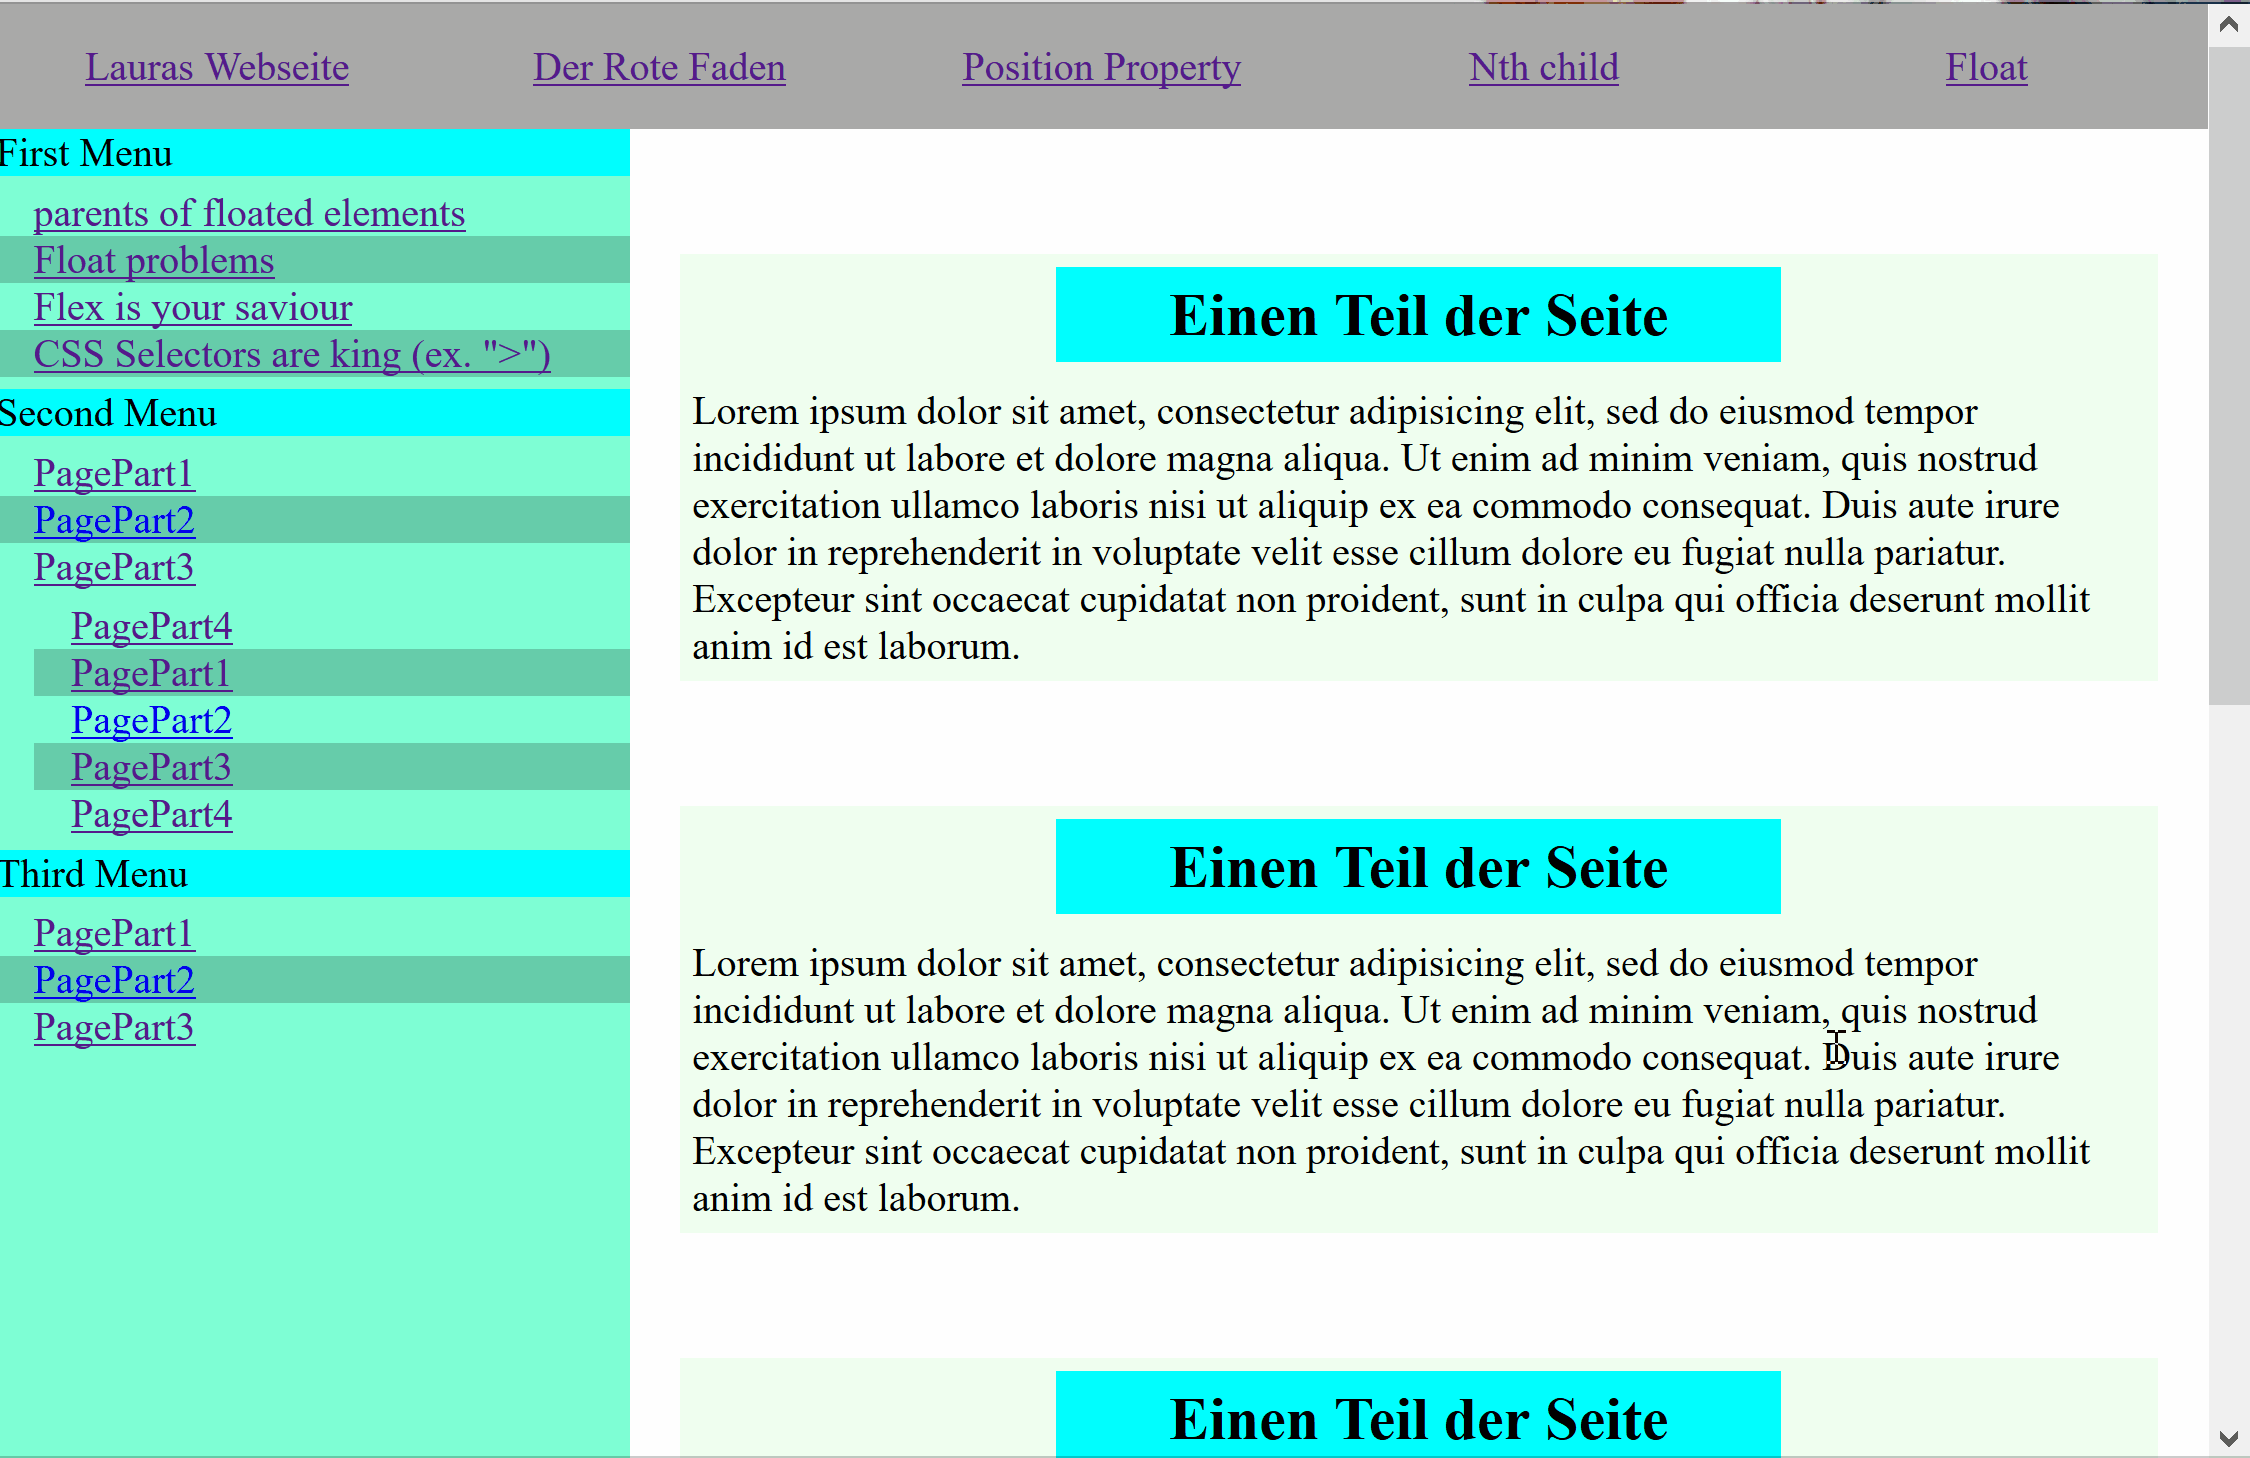 Lauras Webseite Der Rote Faden Position Property Nth child Float
First Menu
parents of floated elements
Float problems
Flex is your saviour
CSS Selectors are king (ex. ">")
Second Menu
PagePart1
PagePart2
PagePart3
PagePart4
PagePart1
PagePart2
PagePart3
PagePart4
Third Menu
PagePart1
PagePart2
PagePart3
Einen Teil der Seite
Lorem ipsum dolor sit amet, consectetur adipisicing elit, sed do eiusmod tempor
incididunt ut labore et dolore magna aliqua. Ut enim ad minim veniam, quis nostrud
exercitation ullamco laboris nisi ut aliquip ex ea commodo consequat. Duis aute irure
dolor in reprehenderit in voluptate velit esse cillum dolore eu fugiat nulla pariatur.
Excepteur sint occaecat cupidatat non proident, sunt in culpa qui officia deserunt mollit
anim id est laborum.
Einen Teil der Seite
Lorem ipsum dolor sit amet, consectetur adipisicing elit, sed do eiusmod tempor
incididunt ut labore et dolore magna aliqua. Ut enim ad minim veniam, quis nostrud
exercitation ullamco laboris nisi ut aliquip ex ea commodo consequat. Duis aute irure
dolor in reprehenderit in voluptate velit esse cillum dolore eu fugiat nulla pariatur.
Excepteur sint occaecat cupidatat non proident, sunt in culpa qui officia deserunt mollit
anim id est laborum.
Einen Teil der Seite